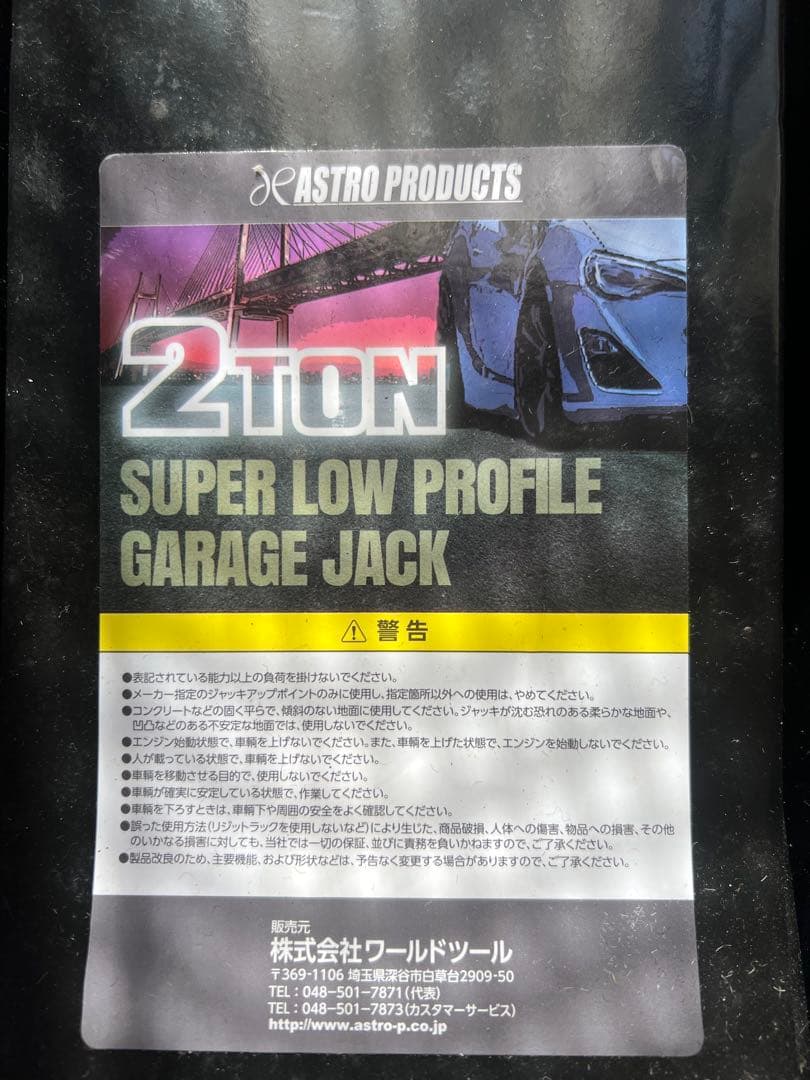 ASTRO PRODUCTS
2TON
SUPER LOW PROFILE
GARAGE JACK
警告
●表記されている能力以上の負荷を掛けないでください。
●メーカー指定のジャッキアップポイントのみに使用し、指定箇所以外への使用は、やめてください。
●コンクリートなどの固く平らで、傾斜のない地面に使用してください。ジャッキが沈む恐れのある柔らかな地面や、
凹凸などのある不安定な地面では、使用しないでください。
●エンジン始動状態で、車輌を上げないでください。また、車輌を上げた状態で、エンジンを始動しないでください。
●人が載っている状態で、車輌を上げないでください。
●車輌を移動させる目的で、使用しないでください。
●車輌が確実に安定している状態で、作業してください。
●車輌を下ろすときは、車輌下や周囲の安全をよく確認してください。
●誤った使用方法(リジットラックを使用しないなど)により生じた、商品破損、人体への傷害、物品への損害、その他
のいかなる損害に対しても、当社では一切の保証、並びに責務を負いかねますので、ご了承ください。
●製品改良のため、主要機能、および形状などは、予告なく変更する場合がありますので、ご了承ください。
販売元
株式会社ワールドツール
〒369-1106 埼玉県深谷市白草台2909-50
TEL：048-501-7871(代表)
TEL：048-501-7873(カスタマーサービス)
http://www.astro-p.co.jp